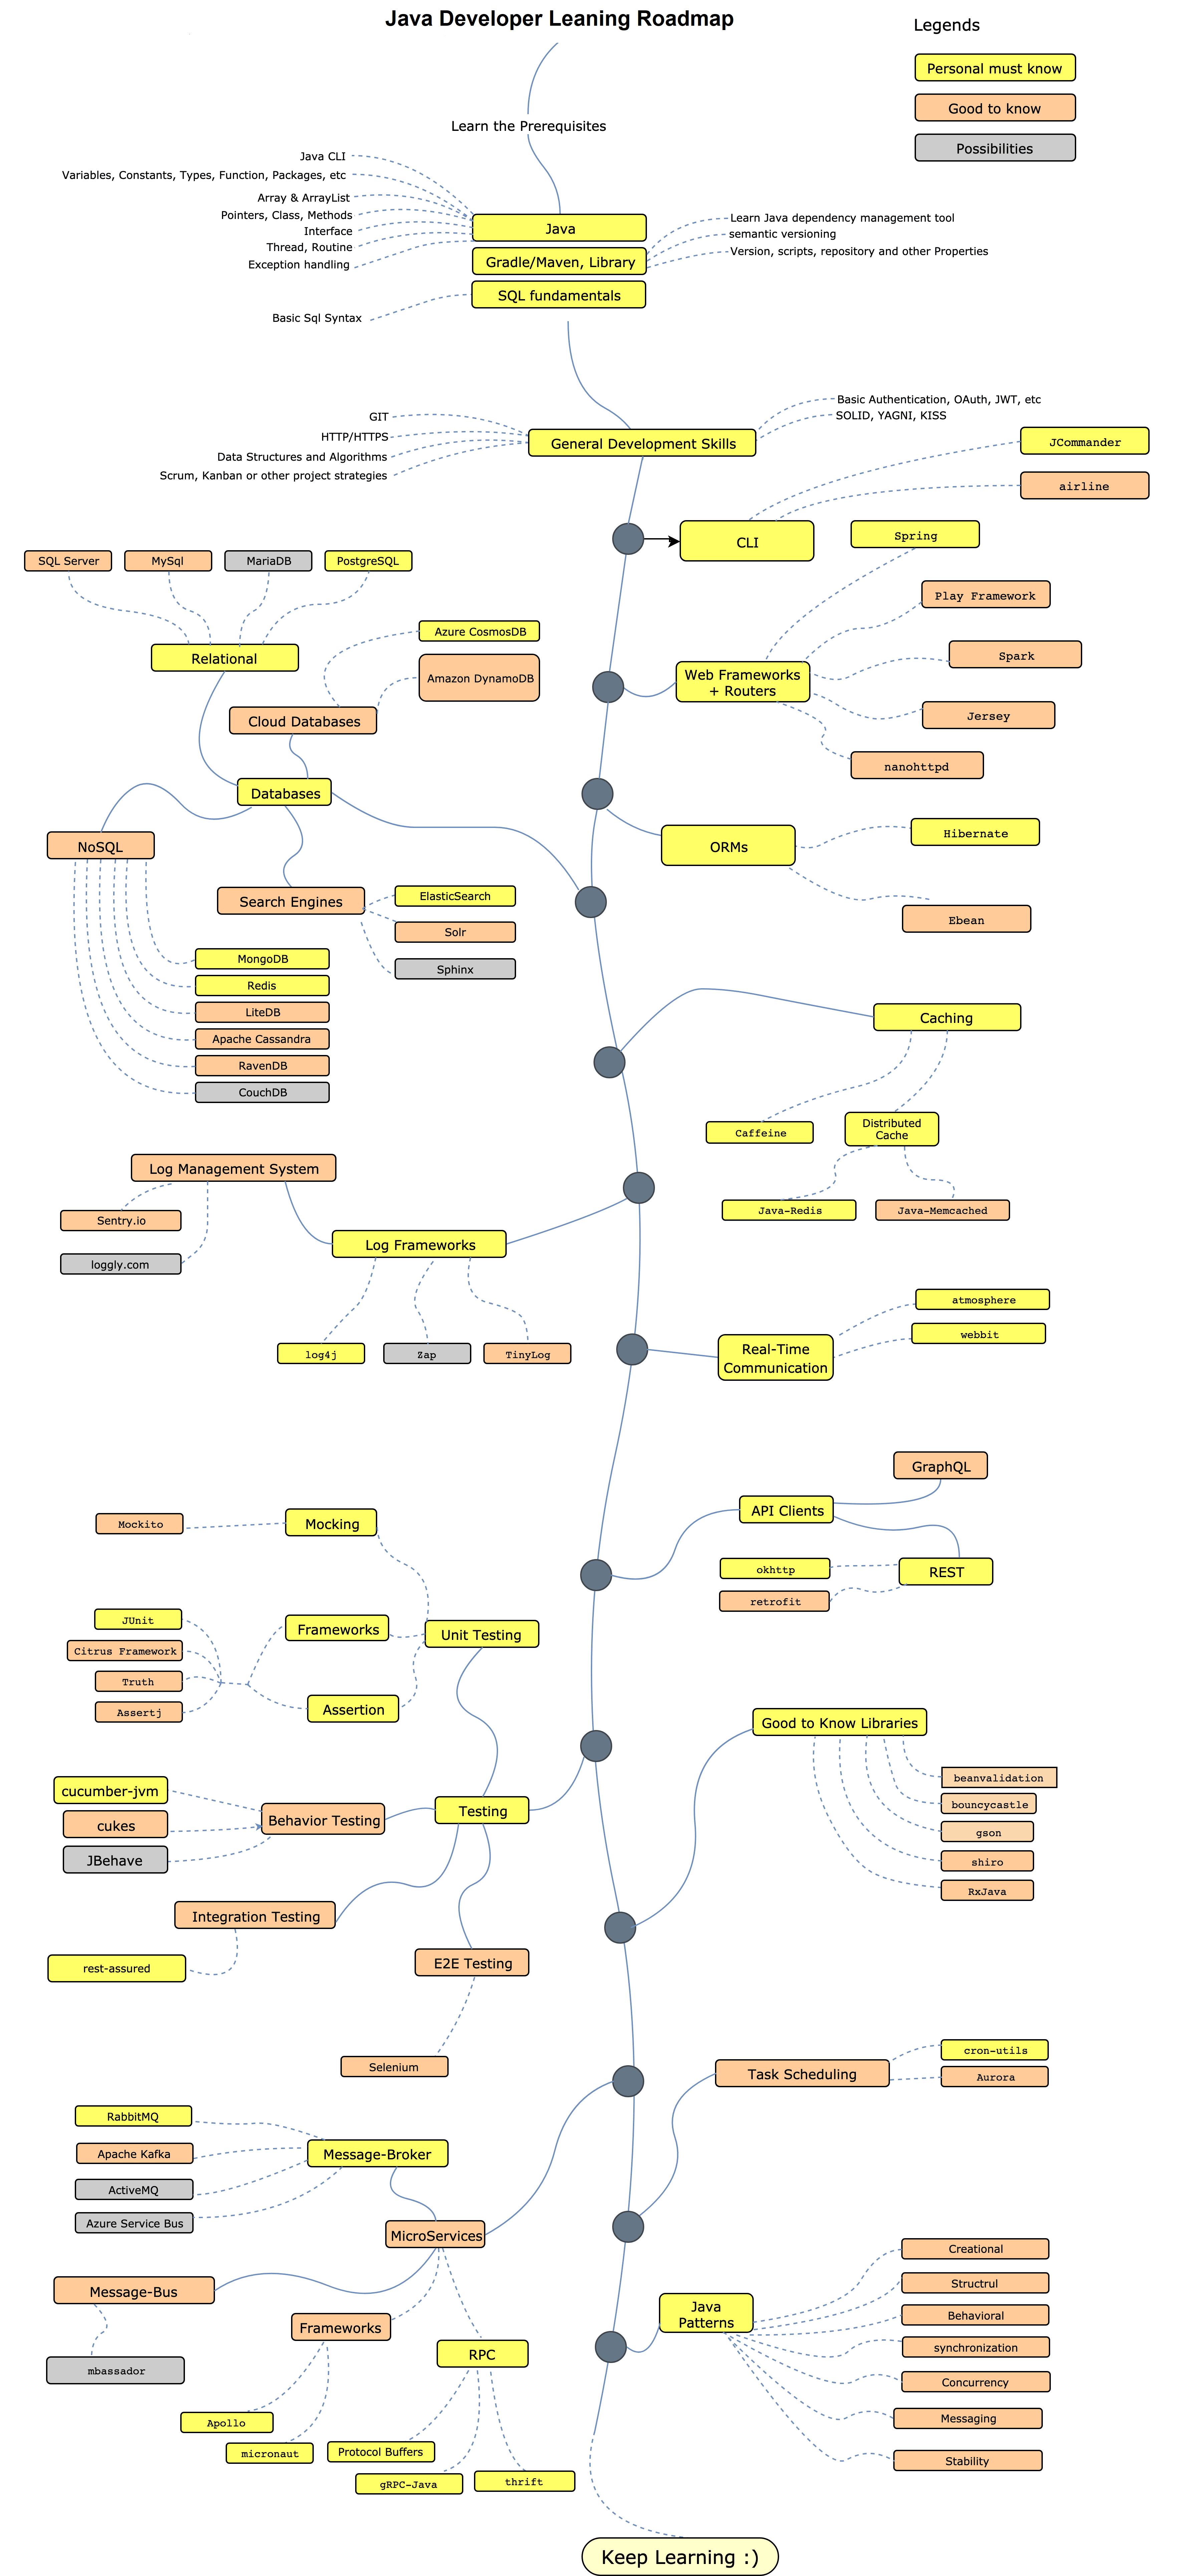 Java Developer Leaning Roadmap
Legends
Personal must know
Good to know
Possibilities
Learn the Prerequisites
Java CLI
Variables, Constants, Types, Function, Packages, etc
Array & ArrayList
Pointers, Class, Methods
Interface
Thread, Routine
Exception handling
Java
Gradle/Maven, Library
SQL fundamentals
Learn Java dependency management tool
semantic versioning
Version, scripts, repository and other Properties
Basic Sql Syntax
GIT
HTTP/HTTPS
Data Structures and Algorithms
Scrum, Kanban or other project strategies
General Development Skills
Basic Authentication, OAuth, JWT, etc
SOLID, YAGNI, KISS
JCommander
airline
CLI
Spring
Play Framework
Spark
Jersey
nanohttpd
Web Frameworks
+ Routers
SQL Server
MySql
MariaDB
PostgreSQL
Relational
Azure CosmosDB
Amazon DynamoDB
Cloud Databases
Databases
NoSQL
Search Engines
ElasticSearch
Solr
Sphinx
MongoDB
Redis
LiteDB
Apache Cassandra
RavenDB
CouchDB
ORMs
Hibernate
Ebean
Caching
Caffeine
Distributed
Cache
Java-Redis
Java-Memcached
Log Management System
Sentry.io
loggly.com
Log Frameworks
log4j
Zap
TinyLog
atmosphere
webbit
Real-Time
Communication
GraphQL
API Clients
okhttp
REST
retrofit
Mockito
Mocking
JUnit
Citrus Framework
Truth
Assertj
Frameworks
Unit Testing
Assertion
Good to Know Libraries
beanvalidation
bouncycastle
gson
shiro
RxJava
cucumber-jvm
cukes
JBehave
Behavior Testing
Testing
Integration Testing
rest-assured
E2E Testing
Selenium
Task Scheduling
cron-utils
Aurora
RabbitMQ
Apache Kafka
ActiveMQ
Azure Service Bus
Message-Broker
MicroServices
Message-Bus
mbassador
Frameworks
Apollo
micronaut
RPC
Protocol Buffers
gRPC-Java
thrift
Java
Patterns
Creational
Structrul
Behavioral
synchronization
Concurrency
Messaging
Stability
Keep Learning :)